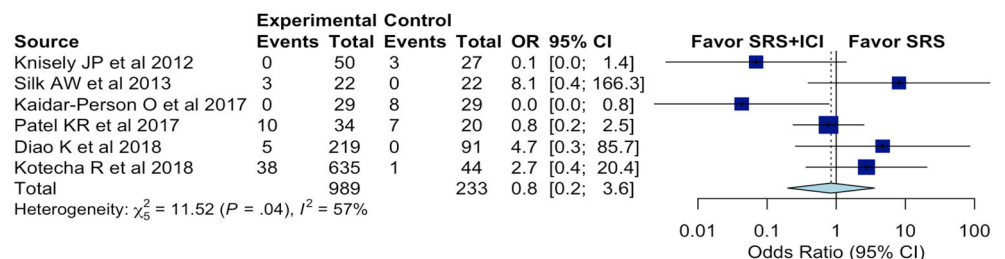 Experimental Control
Source Events Total Events Total OR 95% CI Favor SRS+ICI Favor SRS
Knisely JP et al 2012 0 50 3 27 0.1 [0.0; 1.4]
Silk AW et al 2013 3 22 0 22 8.1 [0.4; 166.3]
Kaidar-Person O et al 2017 0 29 8 29 0.0 [0.0; 0.8]
Patel KR et al 2017 10 34 7 20 0.8 [0.2; 2.5]
Diao K et al 2018 5 219 0 91 4.7 [0.3; 85.7]
Kotecha R et al 2018 38 635 1 44 2.7 [0.4; 20.4]
Total 989 233 0.8 [0.2; 3.6]
Heterogeneity: χ²₅ = 11.52 (P = .04), I² = 57%
0.01 0.1 1 10 100
Odds Ratio (95% CI)